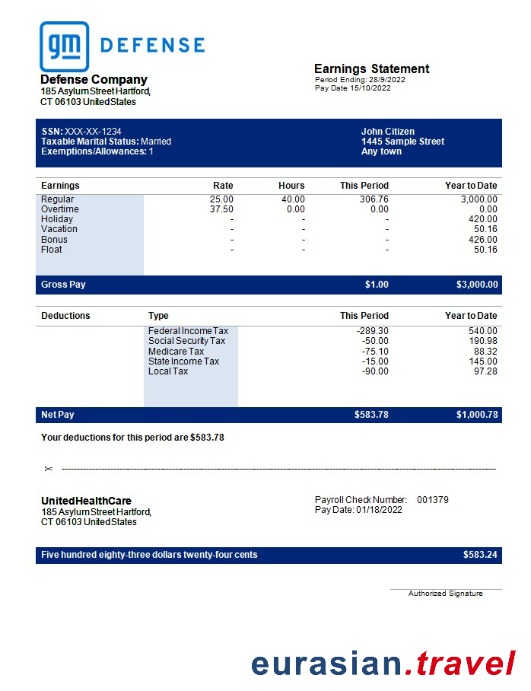 gm DEFENSE
Defense Company
185 Asylum Street Hartford,
CT 06103 United States
Earnings Statement
Period Ending: 28/9/2022
Pay Date 15/10/2022
SSN: XXX-XX-1234 John Citizen
Taxable Marital Status: Married 1445 Sample Street
Exemptions/Allowances: 1 Any town
Earnings Rate Hours This Period Year to Date
Regular 25.00 40.00 306.76 3,000.00
Overtime 37.50 0.00 0.00 0.00
Holiday - - - 420.00
Vacation - - - 50.16
Bonus - - - 426.00
Float - - - 50.16
Gross Pay $1.00 $3,000.00
Deductions Type This Period Year to Date
Federal Income Tax -289.30 540.00
Social Security Tax -50.00 190.98
Medicare Tax -75.10 88.32
State Income Tax -15.00 145.00
Local Tax -90.00 97.28
Net Pay $583.78 $1,000.78
Your deductions for this period are $583.78
UnitedHealthCare
185 Asylum Street Hartford,
CT 06103 United States
Payroll Check Number: 001379
Pay Date: 01/18/2022
Five hundred eighty-three dollars twenty-four cents $583.24
Authorized Signature
eurasian.travel